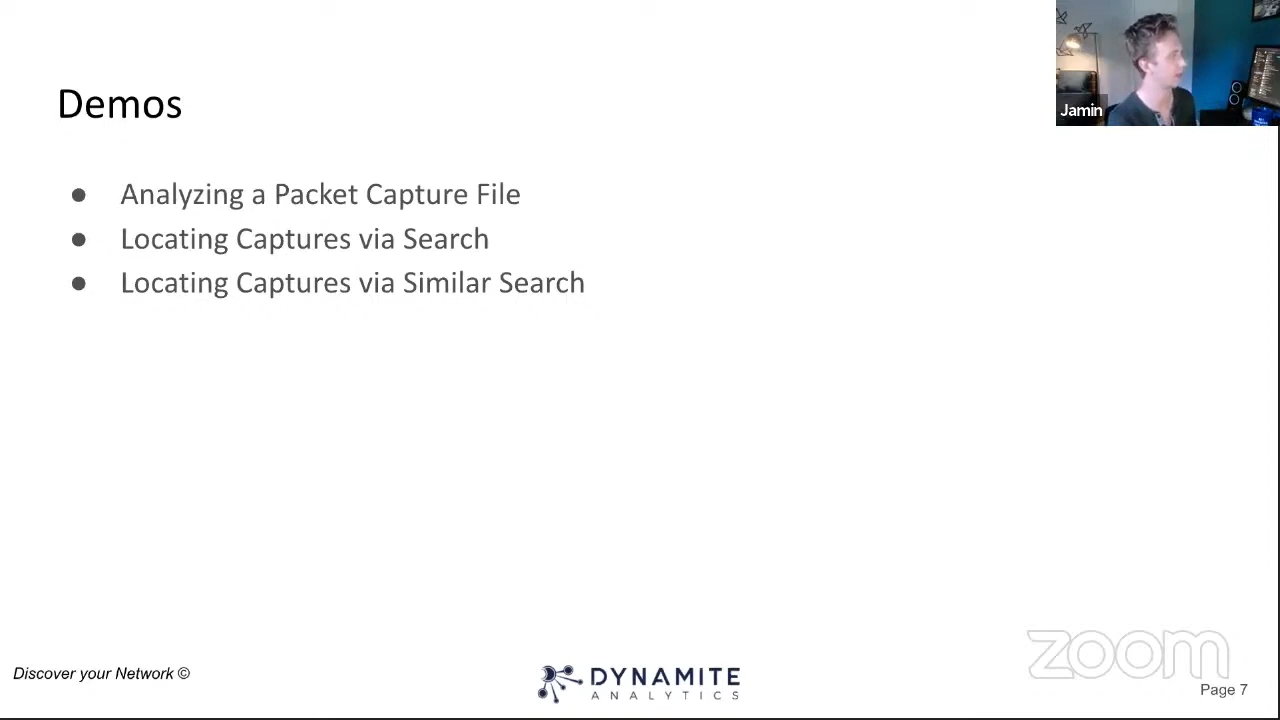 Demos
Jamin
● Analyzing a Packet Capture File
● Locating Captures via Search
● Locating Captures via Similar Search
zoom
Discover your Network ©
DYNAMITE
ANALYTICS
Page 7